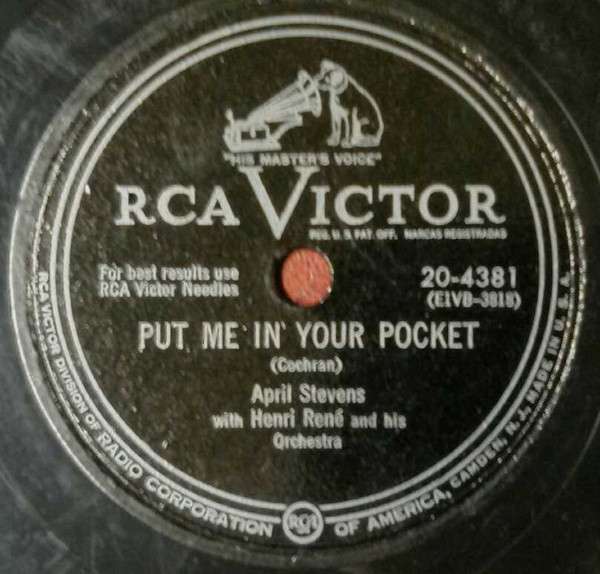 "HIS MASTER'S VOICE"
RCA VICTOR
REG. U. S. PAT. OFF. MARCAS REGISTRADAS
For best results use
RCA Victor Needles
20-4381
(E1VB-3818)
PUT ME IN YOUR POCKET
(Cochran)
April Stevens
with Henri René and his
Orchestra
RCA VICTOR DIVISION OF RADIO CORPORATION OF AMERICA, CAMDEN, N. J., MADE IN U. S. A.
RCA